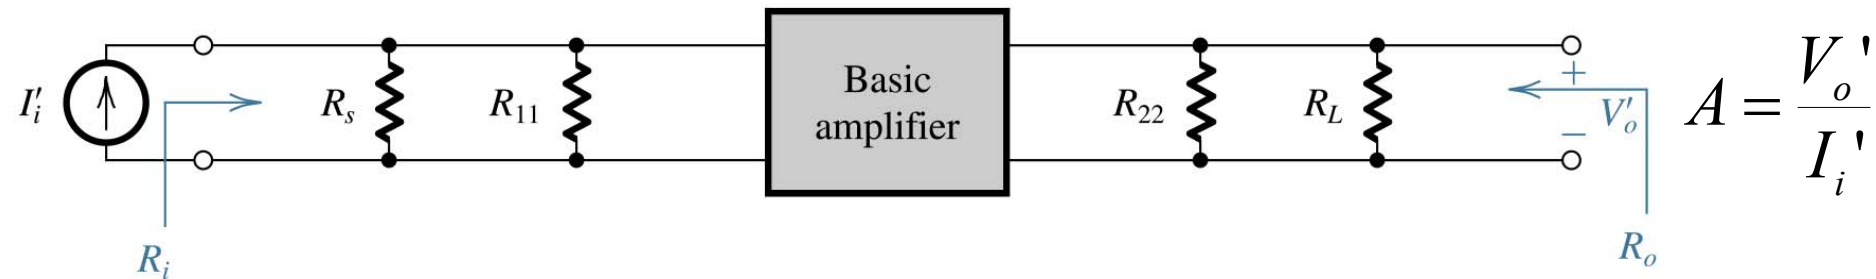 I'i
Ri
Rs
R11
Basic
amplifier
R22
RL
+
V'o
−
Ro
A = Vo' / Ii'